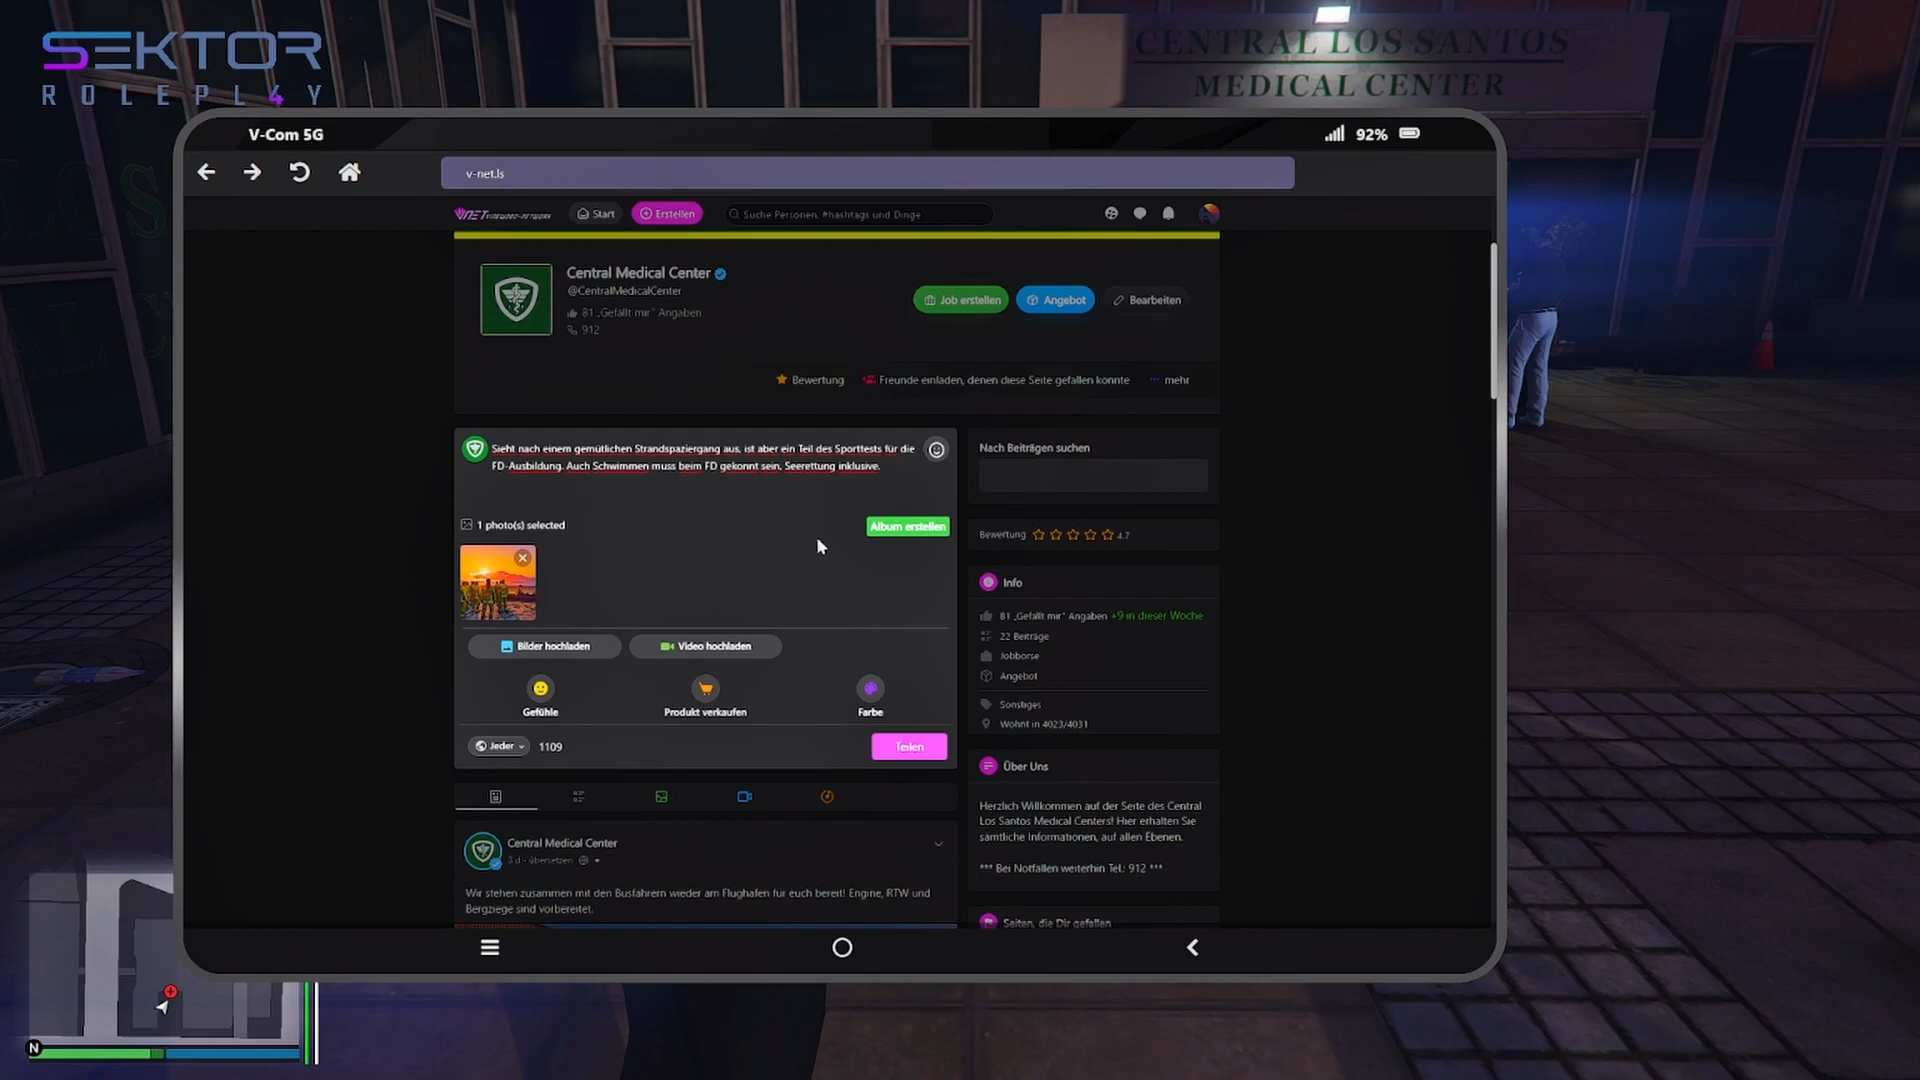 SEKTOR
ROLEPL4Y
CENTRAL LOS SANTOS
MEDICAL CENTER
V-Com 5G
92%
v-net.ls
VNET
Start
Erstellen
Suche Personen, #hashtags und Dinge
Central Medical Center
@CentralMedicalCenter
81 „Gefällt mir“ Angaben
912
Job erstellen
Angebot
Bearbeiten
Bewertung
Freunde einladen, denen diese Seite gefallen könnte
mehr
Sieht nach einem gemütlichen Strandspaziergang aus, ist aber ein Teil des Sporttests für die
FD-Ausbildung. Auch Schwimmen muss beim FD gekonnt sein, Seerettung inklusive.
1 photo(s) selected
Album erstellen
Bilder hochladen
Video hochladen
Gefühle
Produkt verkaufen
Farbe
Jeder
1109
Teilen
Central Medical Center
3 d - übersetzen
Wir stehen zusammen mit den Busfahrern wieder am Flughafen für euch bereit! Engine, RTW und
Bergziege sind vorbereitet.
Nach Beiträgen suchen
Bewertung
4.7
Info
81 „Gefällt mir“ Angaben +9 in dieser Woche
22 Beiträge
Jobbörse
Angebot
Sonstiges
Wohnt in 4023/4031
Über Uns
Herzlich Willkommen auf der Seite des Central
Los Santos Medical Centers! Hier erhalten Sie
sämtliche Informationen, auf allen Ebenen.
*** Bei Notfällen weiterhin Tel.: 912 ***
Seiten, die Dir gefallen
N